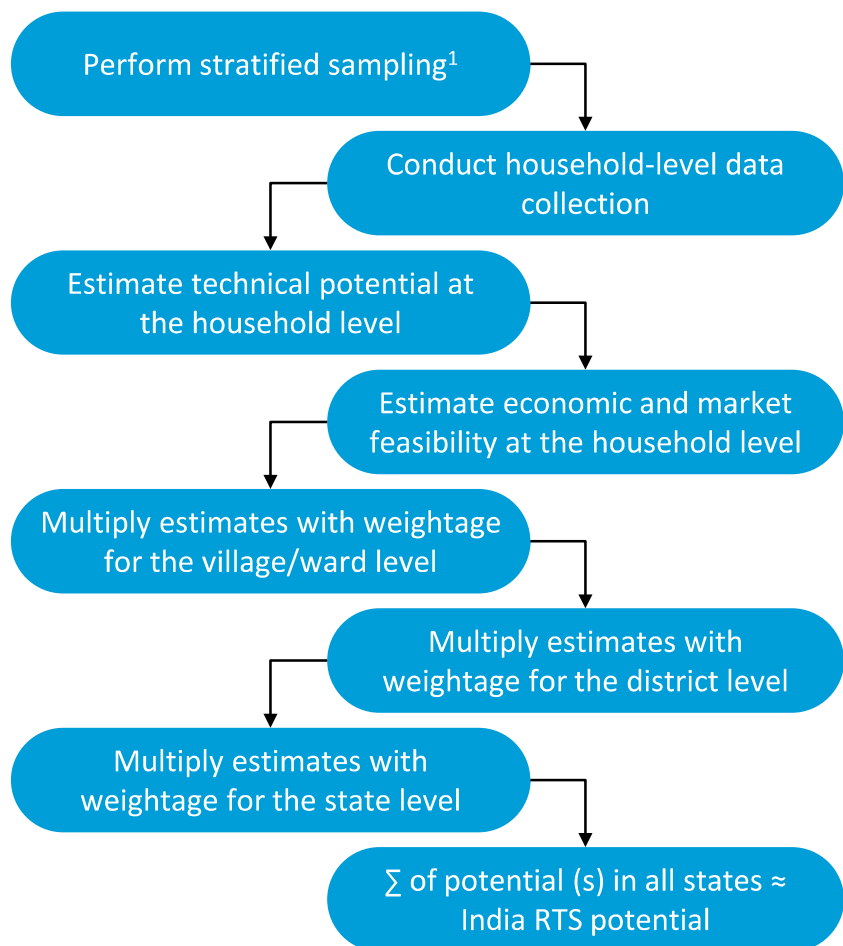 Perform stratified sampling¹
Conduct household-level data
collection
Estimate technical potential at
the household level
Estimate economic and market
feasibility at the household level
Multiply estimates with weightage
for the village/ward level
Multiply estimates with
weightage for the district level
Multiply estimates with
weightage for the state level
∑ of potential (s) in all states ≈
India RTS potential